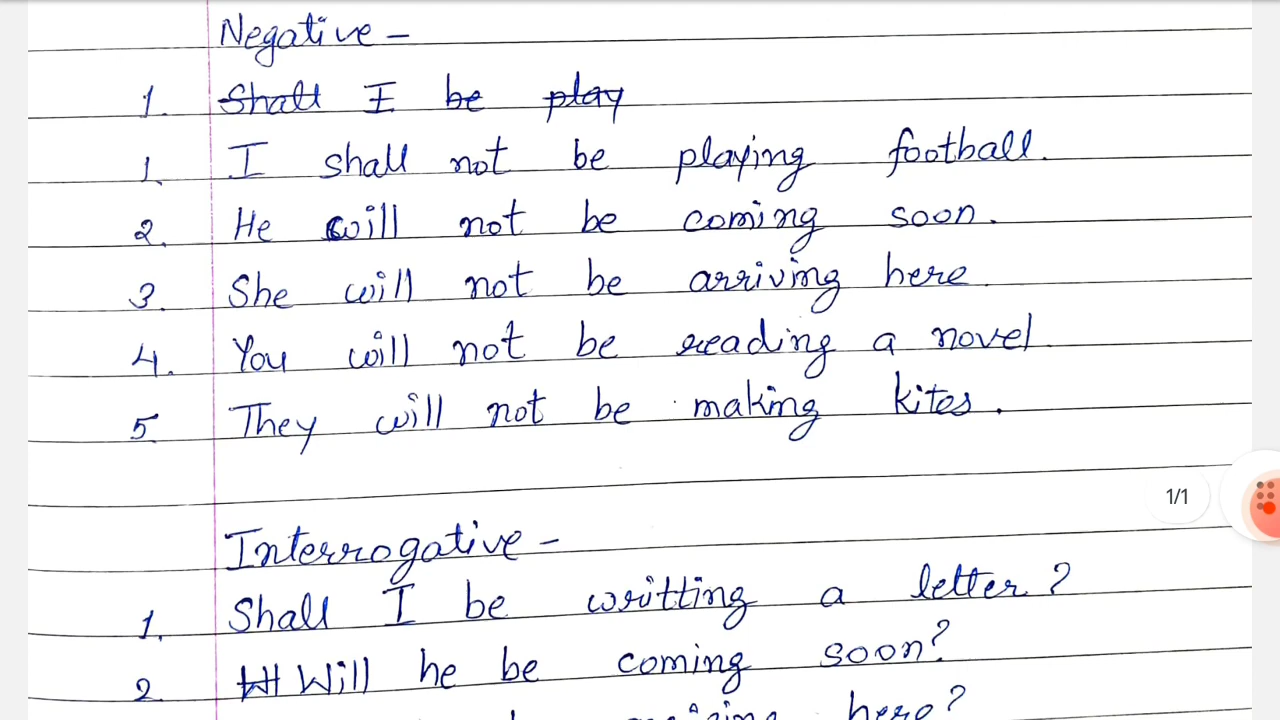 Negative -
1. Shall I be play
1. I shall not be playing football.
2. He will not be coming soon.
3. She will not be arriving here.
4. You will not be reading a novel.
5. They will not be making kites.
1/1
Interrogative -
1. Shall I be writting a letter?
2. Will he be coming soon?
here?